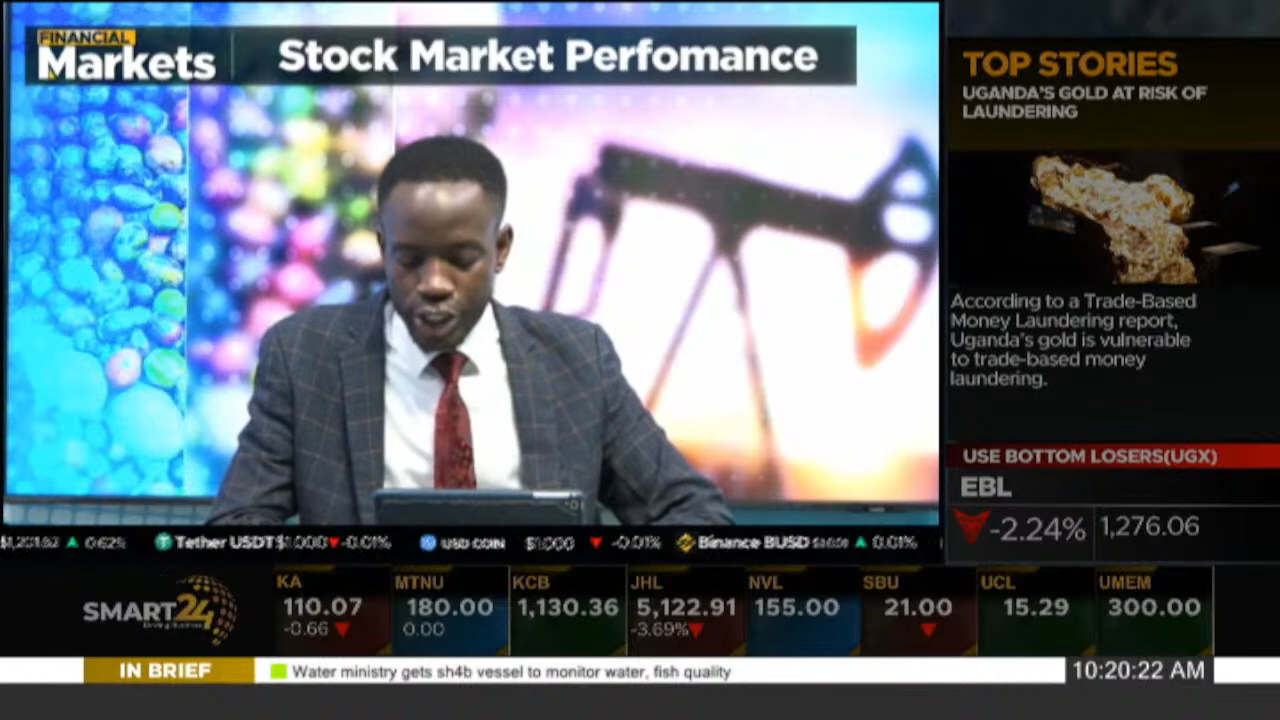 FINANCIAL
Markets
Stock Market Perfomance
TOP STORIES
UGANDA'S GOLD AT RISK OF
LAUNDERING
According to a Trade-Based
Money Laundering report,
Uganda's gold is vulnerable
to trade-based money
laundering.
USE BOTTOM LOSERS(UGX)
EBL
-2.24% 1,276.06
0.62% Tether USDT $1.000 -0.01% USD COIN $1.000 -0.01% Binance BUSD 0.01%
SMART24
KA MTNU KCB JHL NVL SBU UCL UMEM
110.07 180.00 1,130.36 5,122.91 155.00 21.00 15.29 300.00
-0.66 0.00 -3.69%
IN BRIEF Water ministry gets sh4b vessel to monitor water, fish quality 10:20:22 AM